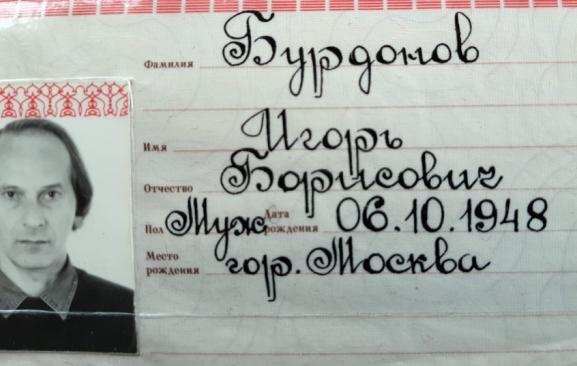 Фамилия Бурдонов
Имя Игорь
Отчество Борисович
Пол Муж Дата рождения 06.10.1948
Место рождения гор. Москва